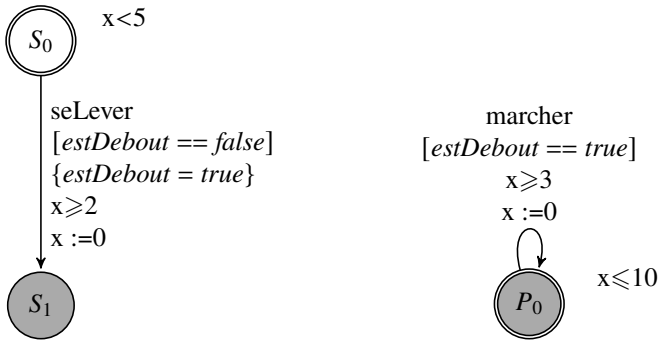 x<5
S₀
seLever
[estDebout == false]
{estDebout = true}
x⩾2
x :=0
S₁
marcher
[estDebout == true]
x⩾3
x :=0
x⩽10
P₀